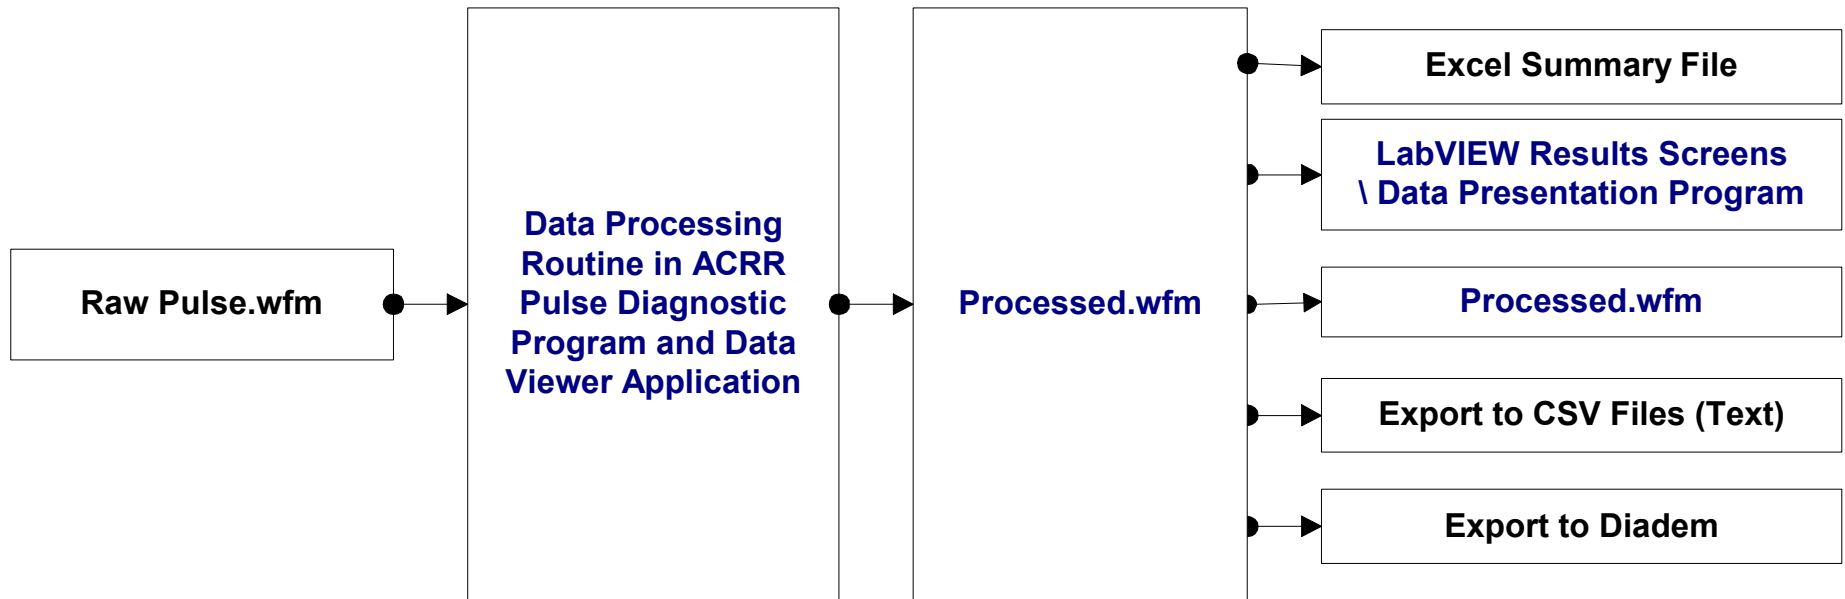 Raw Pulse.wfm
Data Processing
Routine in ACRR
Pulse Diagnostic
Program and Data
Viewer Application
Processed.wfm
Excel Summary File
LabVIEW Results Screens
\ Data Presentation Program
Processed.wfm
Export to CSV Files (Text)
Export to Diadem